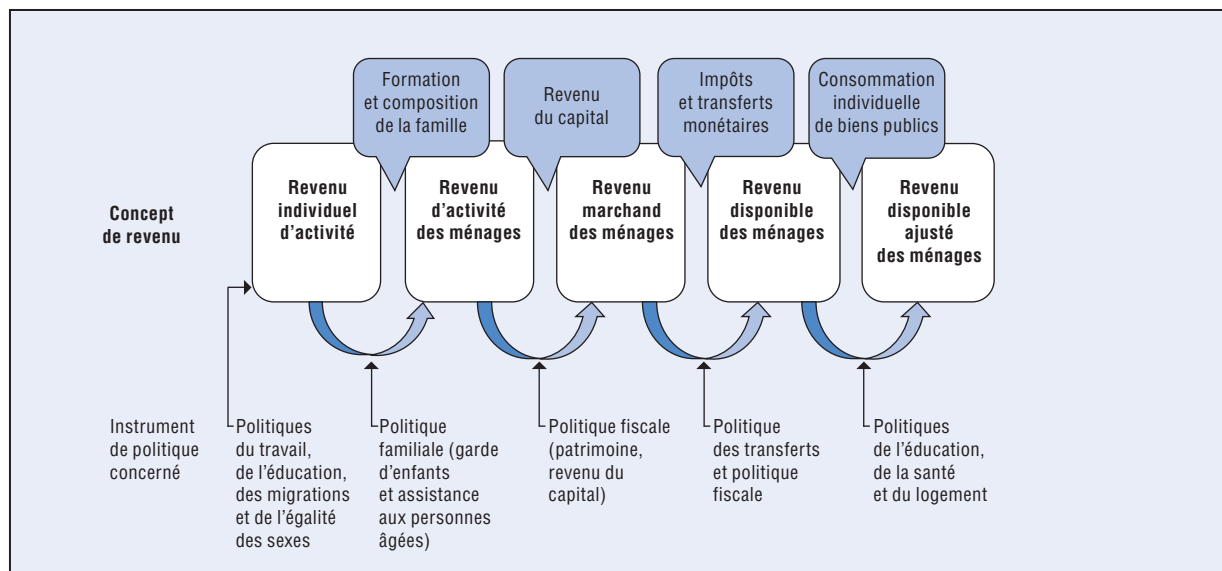 Formation
et composition
de la famille
Revenu
du capital
Impôts
et transferts
monétaires
Consommation
individuelle
de biens publics
Concept
de revenu
Revenu
individuel
d'activité
Revenu
d'activité
des ménages
Revenu
marchand
des ménages
Revenu
disponible
des ménages
Revenu
disponible
ajusté
des ménages
Instrument
de politique
concerné
Politiques
du travail,
de l'éducation,
des migrations
et de l'égalité
des sexes
Politique
familiale (garde
d'enfants
et assistance
aux personnes
âgées)
Politique fiscale
(patrimoine,
revenu du
capital)
Politique
des transferts
et politique
fiscale
Politiques
de l'éducation,
de la santé
et du logement